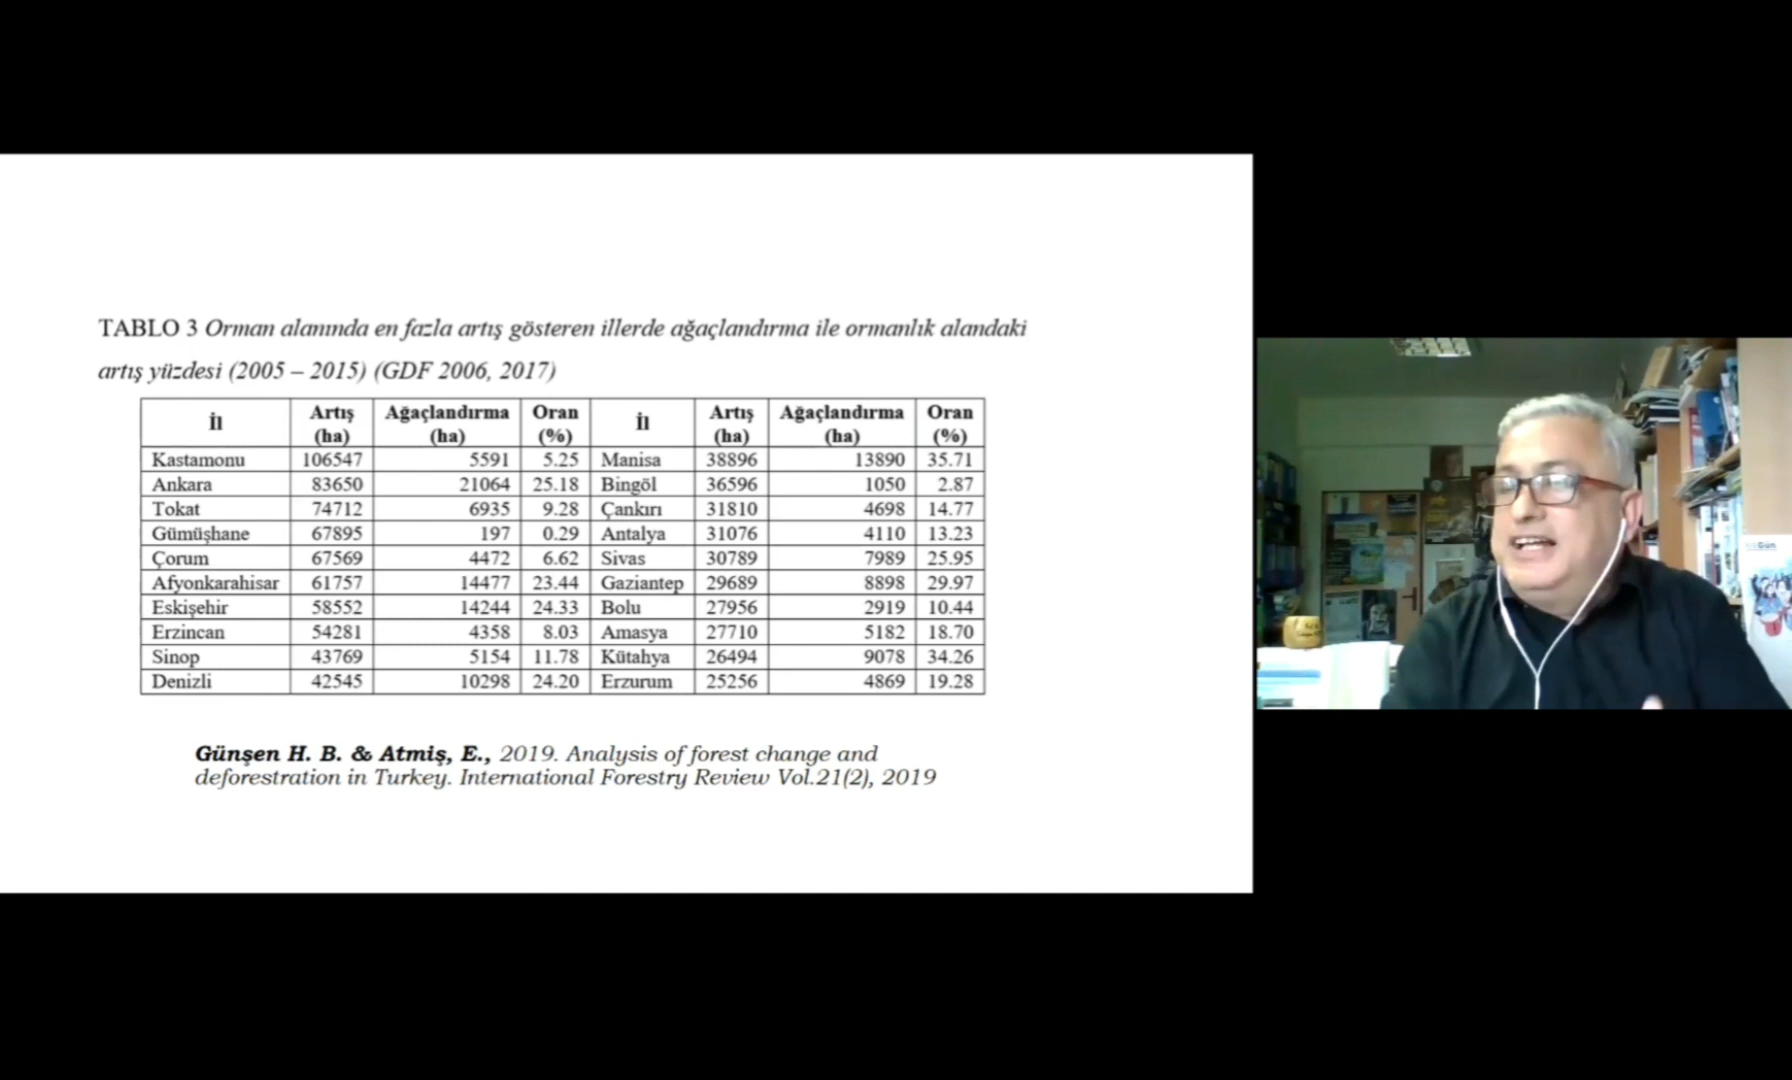 TABLO 3 Orman alanında en fazla artış gösteren illerde ağaçlandırma ile ormanlık alandaki
artış yüzdesi (2005 – 2015) (GDF 2006, 2017)
İl Artış (ha) Ağaçlandırma (ha) Oran (%) İl Artış (ha) Ağaçlandırma (ha) Oran (%)
Kastamonu 106547 5591 5.25 Manisa 38896 13890 35.71
Ankara 83650 21064 25.18 Bingöl 36596 1050 2.87
Tokat 74712 6935 9.28 Çankırı 31810 4698 14.77
Gümüşhane 67895 197 0.29 Antalya 31076 4110 13.23
Çorum 67569 4472 6.62 Sivas 30789 7989 25.95
Afyonkarahisar 61757 14477 23.44 Gaziantep 29689 8898 29.97
Eskişehir 58552 14244 24.33 Bolu 27956 2919 10.44
Erzincan 54281 4358 8.03 Amasya 27710 5182 18.70
Sinop 43769 5154 11.78 Kütahya 26494 9078 34.26
Denizli 42545 10298 24.20 Erzurum 25256 4869 19.28
Günşen H. B. & Atmiş, E., 2019. Analysis of forest change and
deforestration in Turkey. International Forestry Review Vol.21(2), 2019